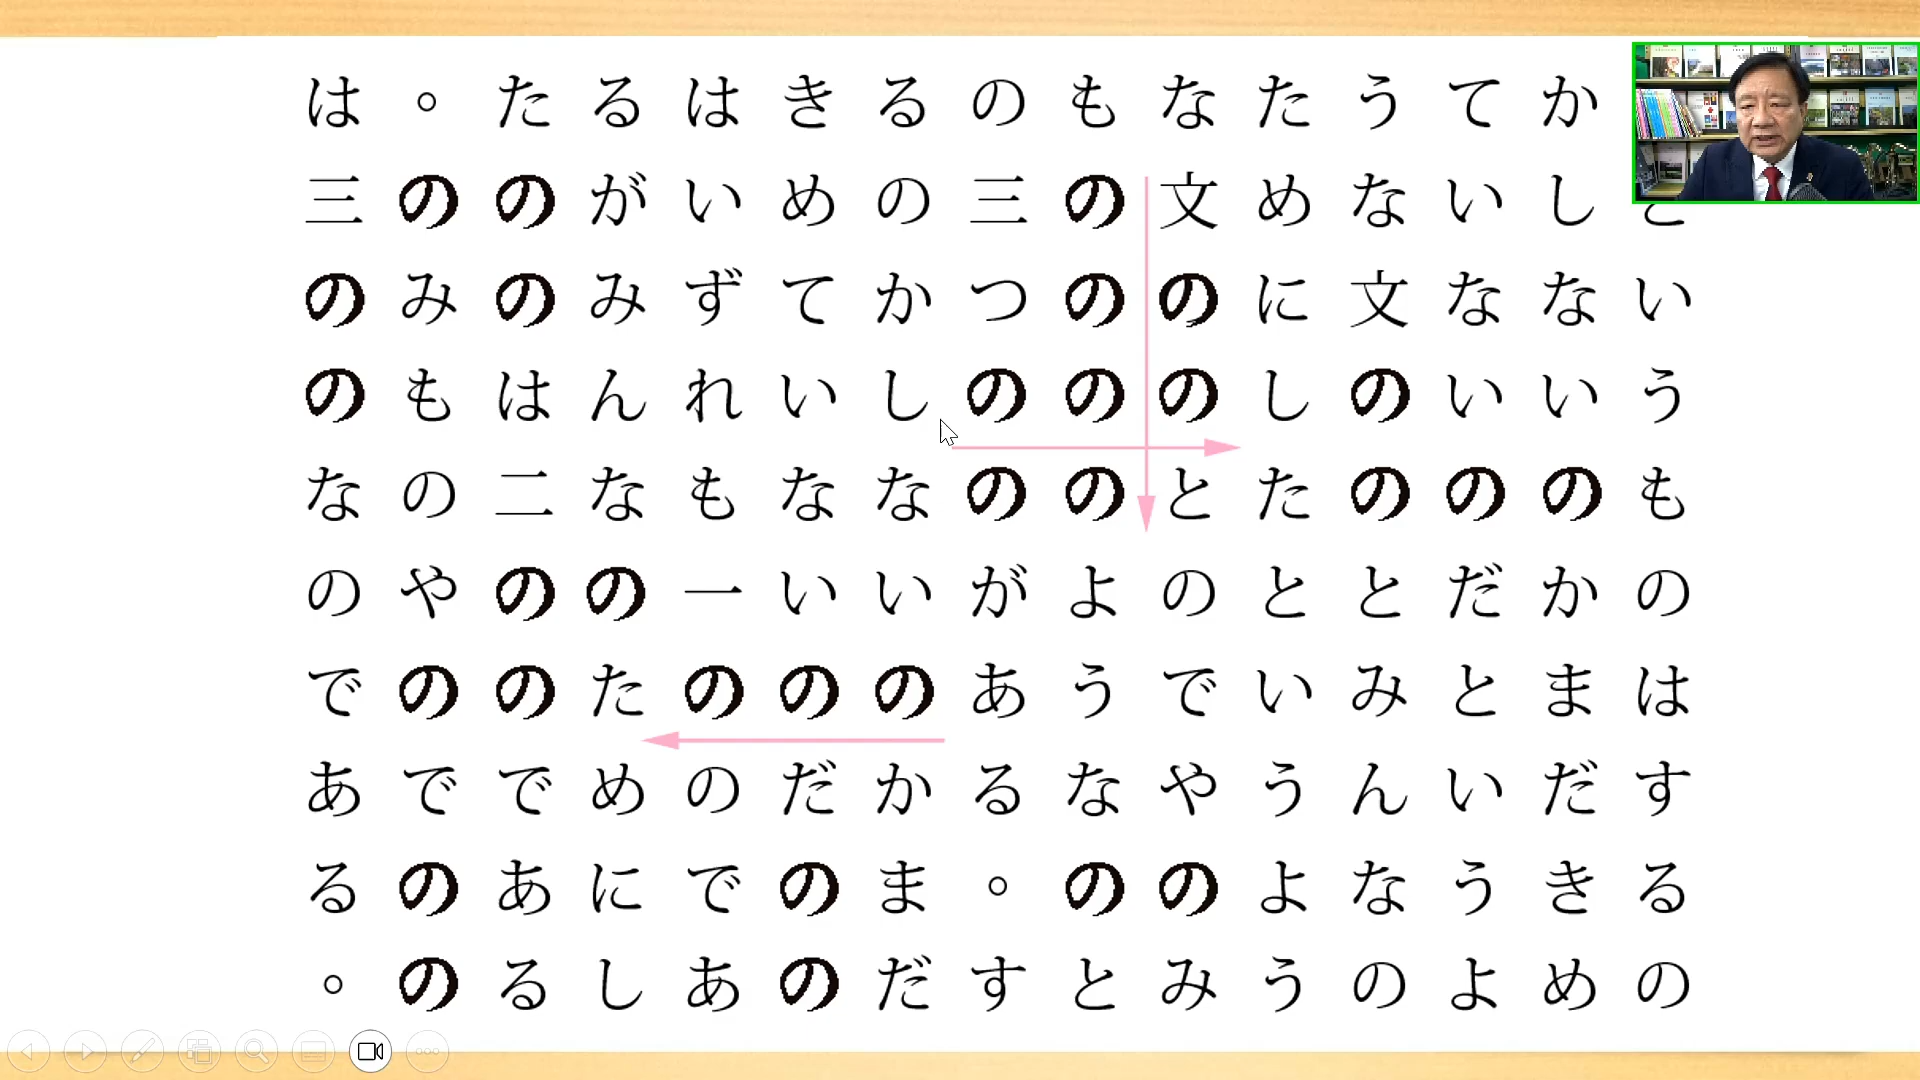 いうものはするの
かしないのかまだきめ
ていないのだというよ
うな文ののとみんなの
ためにしたというよう
な文ののとのでやのみ
もののののようなのと
の三つのがある。す
るのかしないのかまだ
きめていないのだのの
はいずれも一ののであ
るがみんなのためにし
たののは二のので​ある
。のみものやのでのの
は三ののなのである。